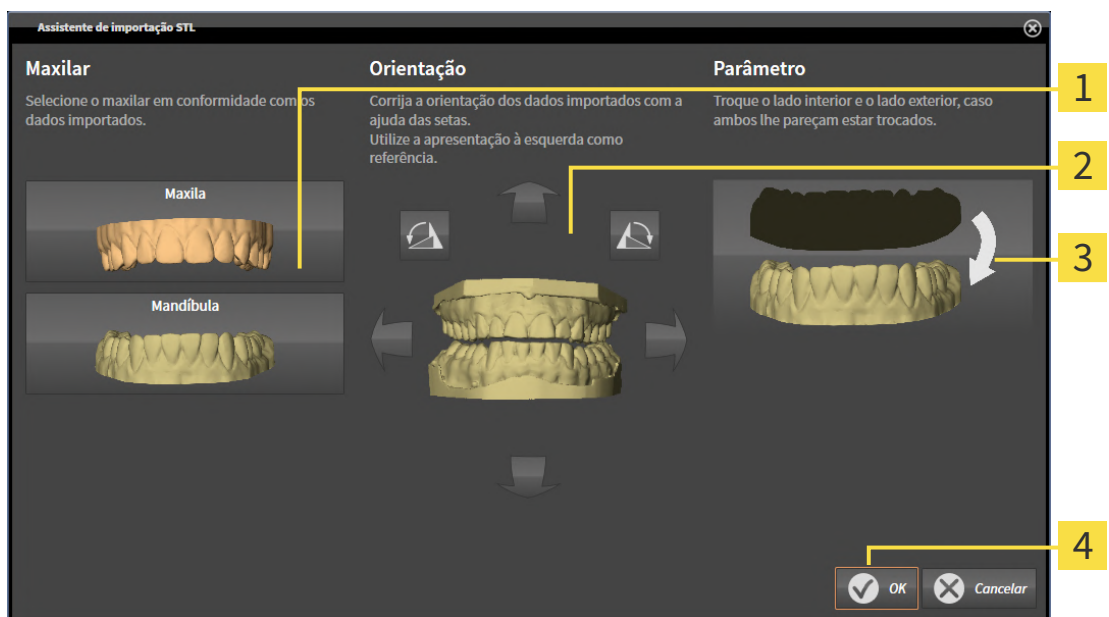 Assistente de importação STL
Maxilar
Selecione o maxilar em conformidade com os
dados importados.
Maxila
Mandíbula
Orientação
Corrija a orientação dos dados importados com a
ajuda das setas.
Utilize a apresentação à esquerda como
referência.
Parâmetro
Troque o lado interior e o lado exterior, caso
ambos lhe pareçam estar trocados.
1
2
3
4
OK
Cancelar